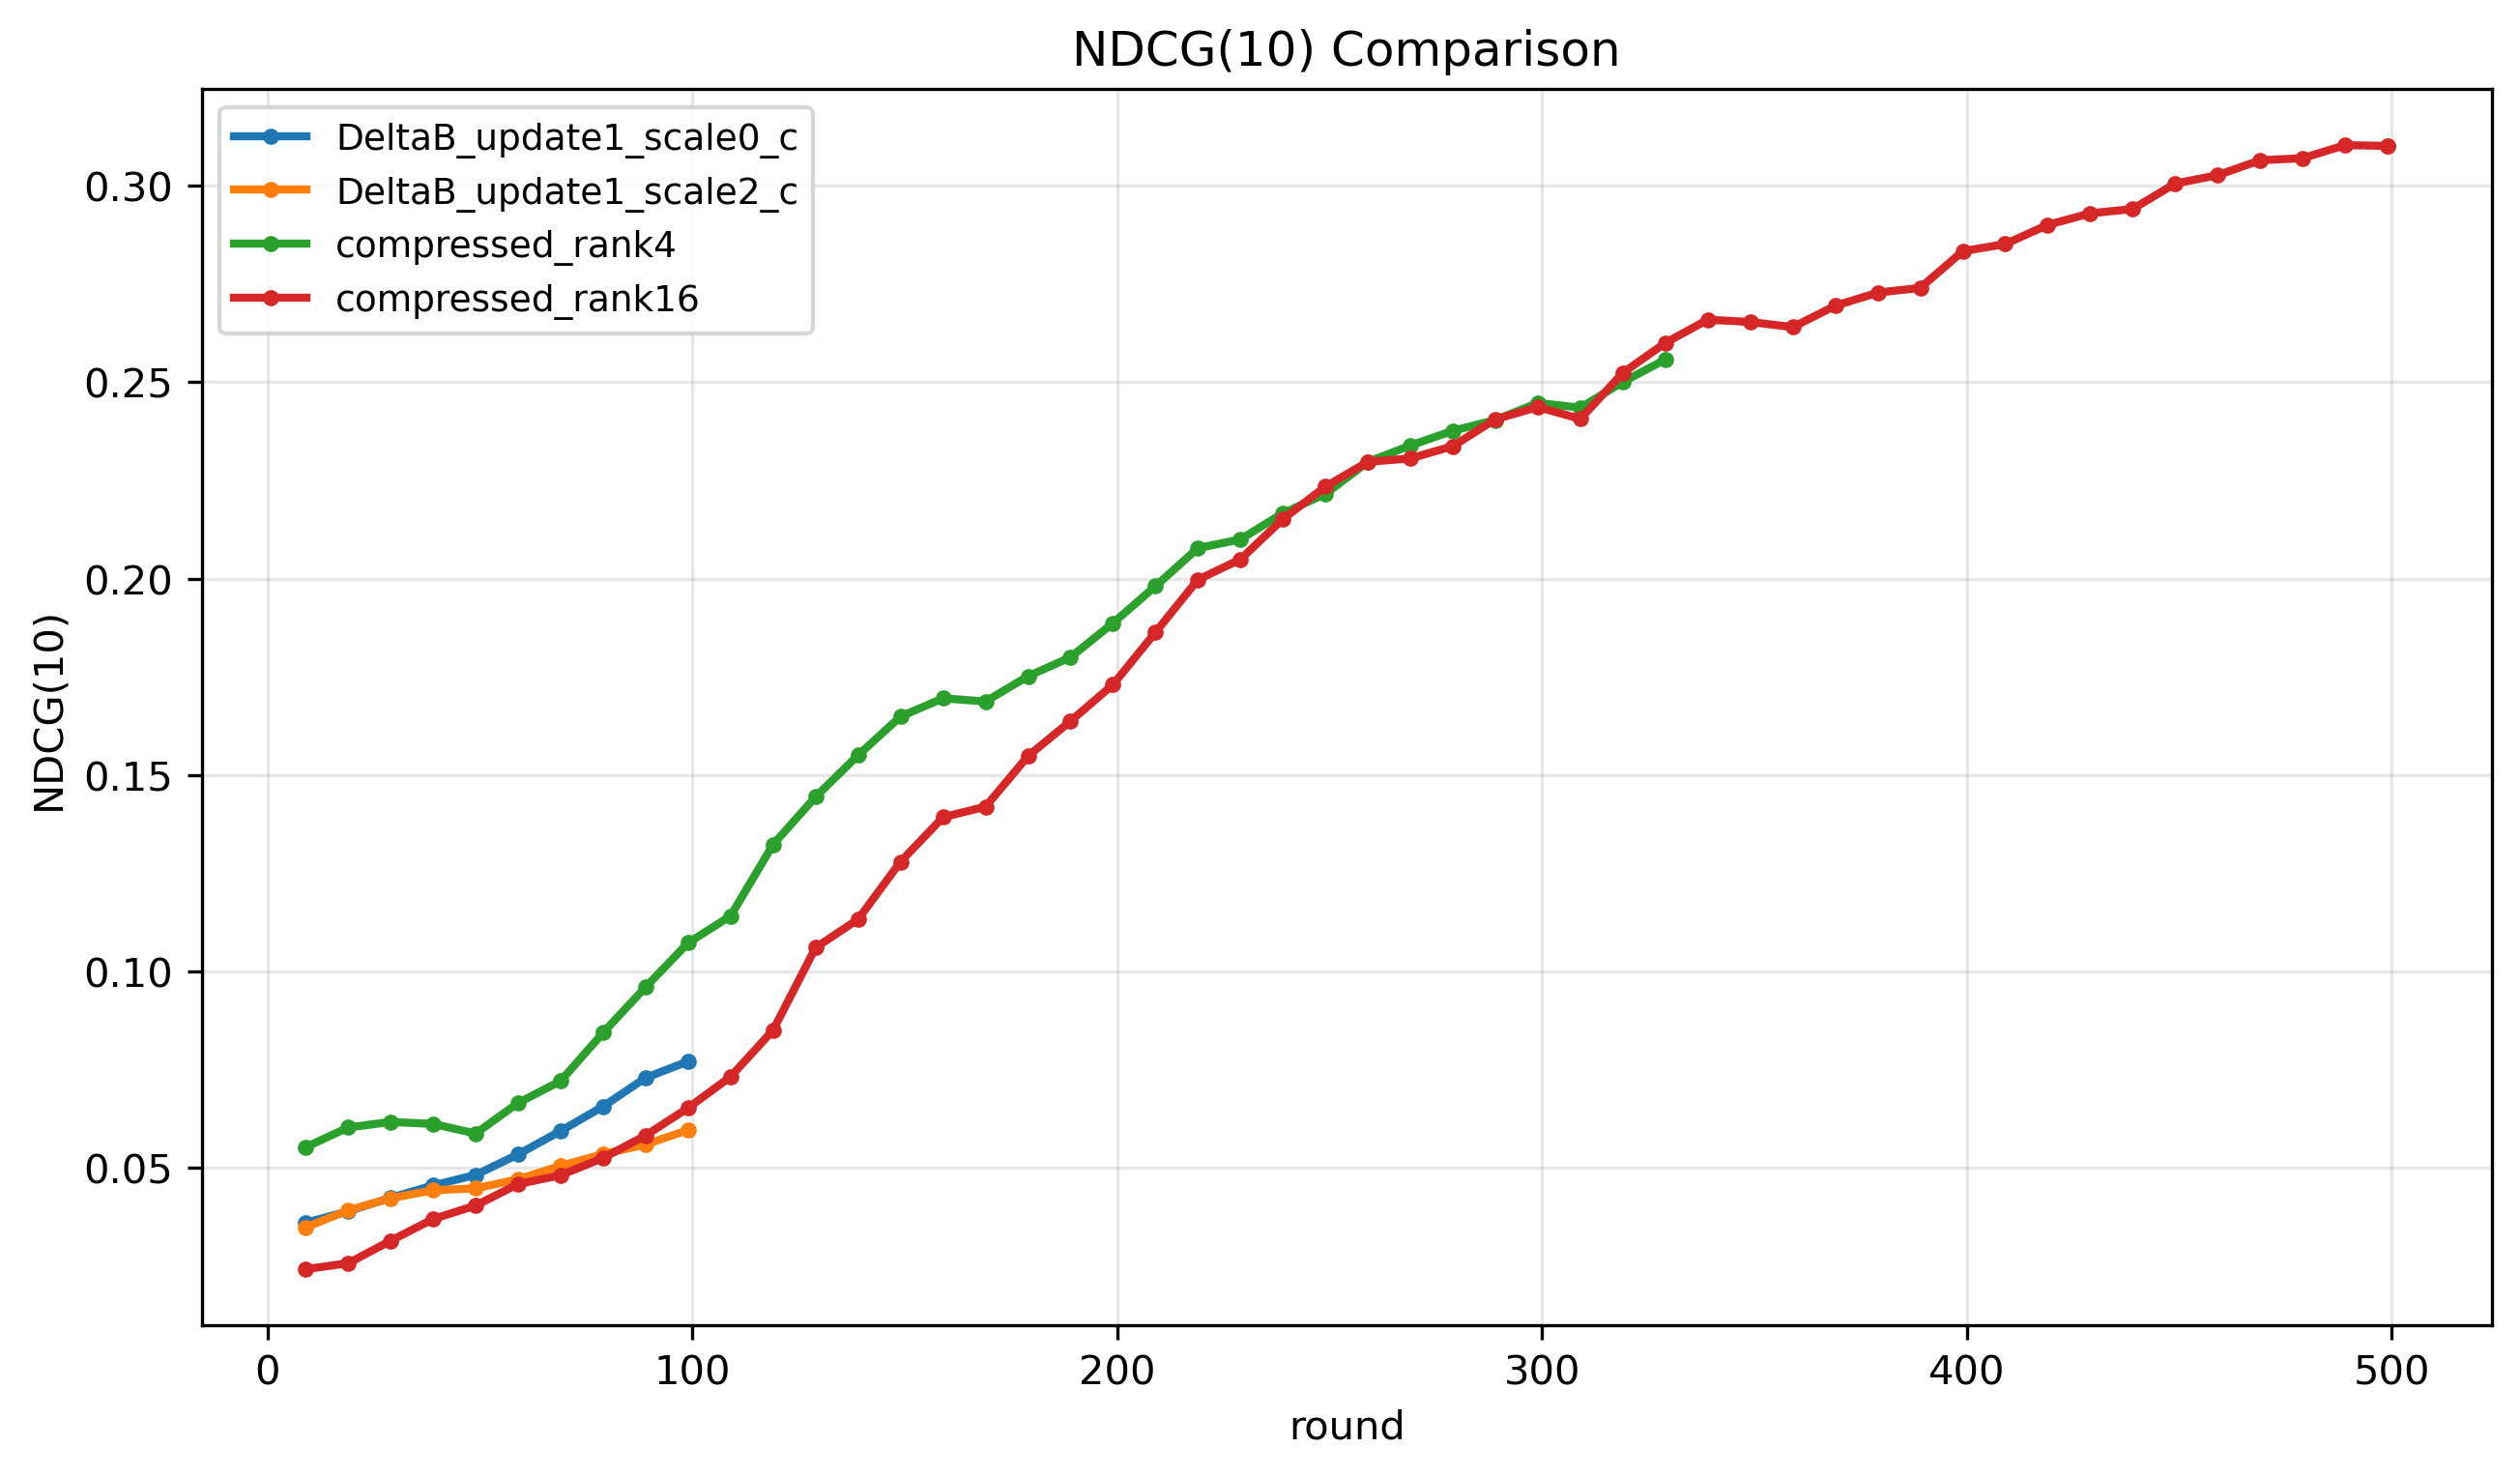 NDCG(10) Comparison
DeltaB_update1_scale0_c
DeltaB_update1_scale2_c
compressed_rank4
compressed_rank16
NDCG(10)
0.30
0.25
0.20
0.15
0.10
0.05
0 100 200 300 400 500
round